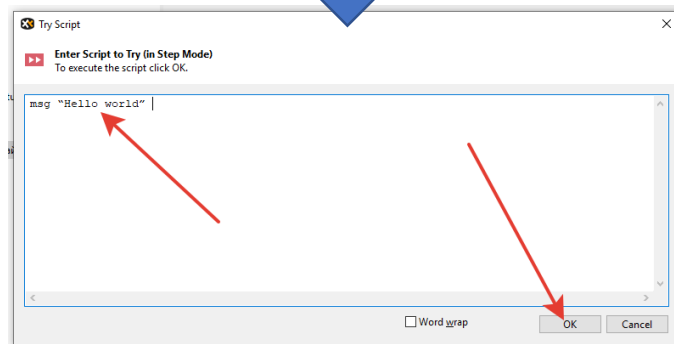 Try Script
Enter Script to Try (in Step Mode)
To execute the script click OK.
msg “Hello world”
Word wrap
OK
Cancel